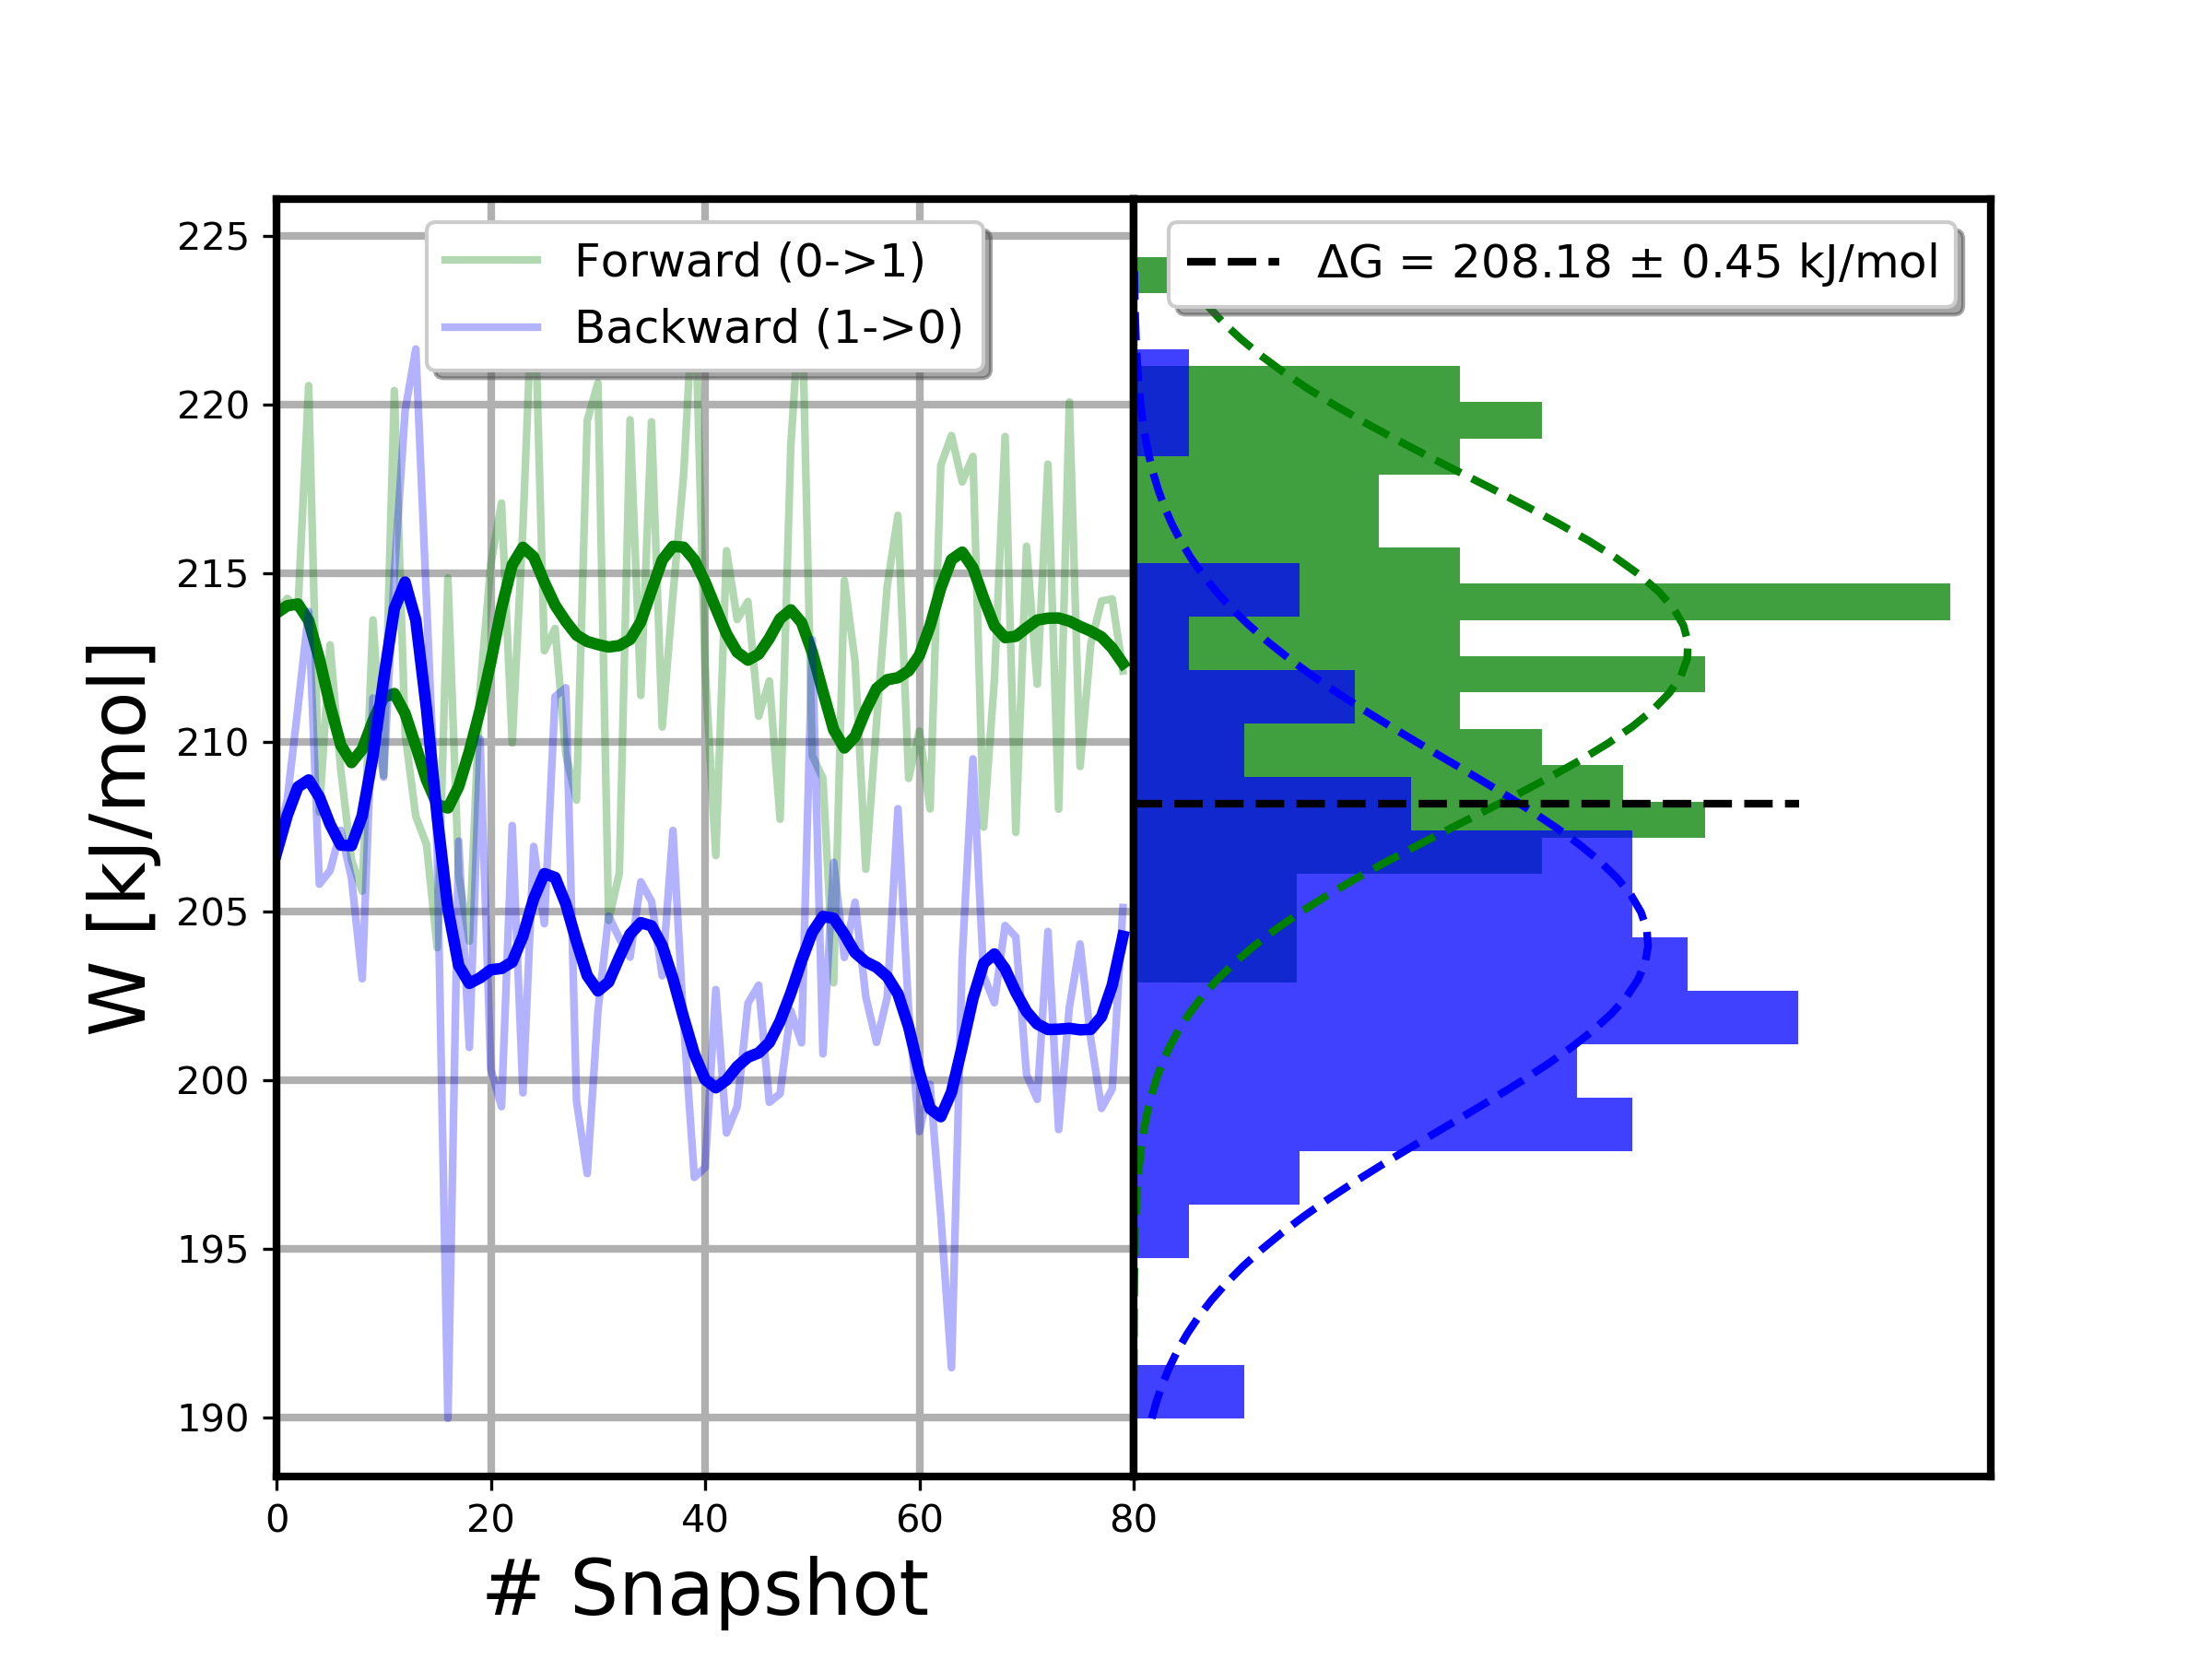 Forward (0->1)
Backward (1->0)
ΔG = 208.18 ± 0.45 kJ/mol
W [kJ/mol]
225
220
215
210
205
200
195
190
0 20 40 60 80
# Snapshot